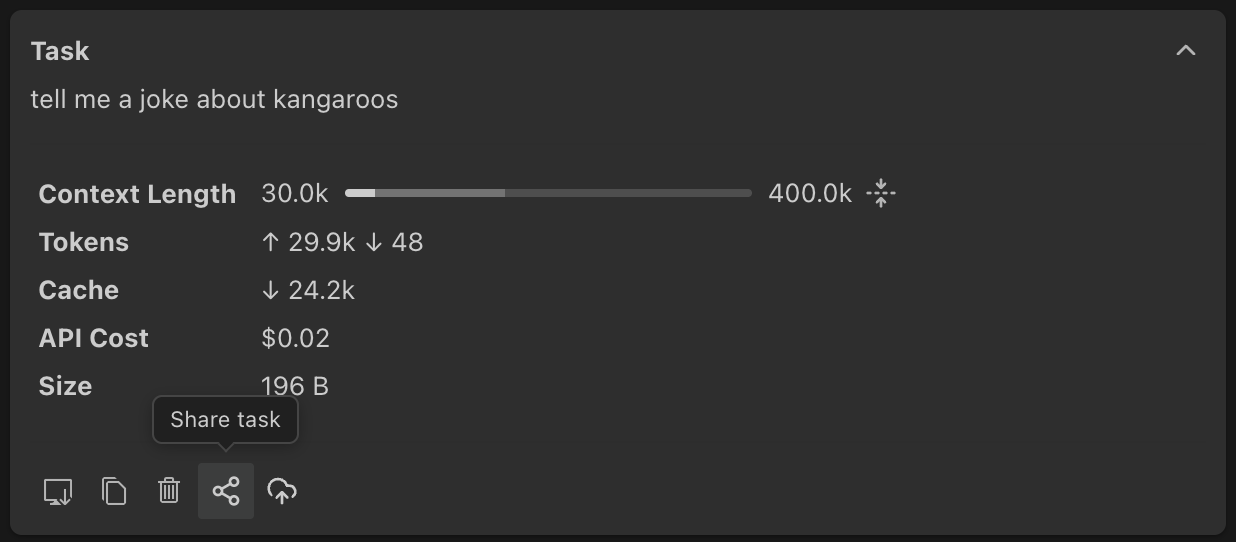 Task
tell me a joke about kangaroos
Context Length 30.0k 400.0k
Tokens ↑ 29.9k ↓ 48
Cache ↓ 24.2k
API Cost $0.02
Size 196 B
Share task